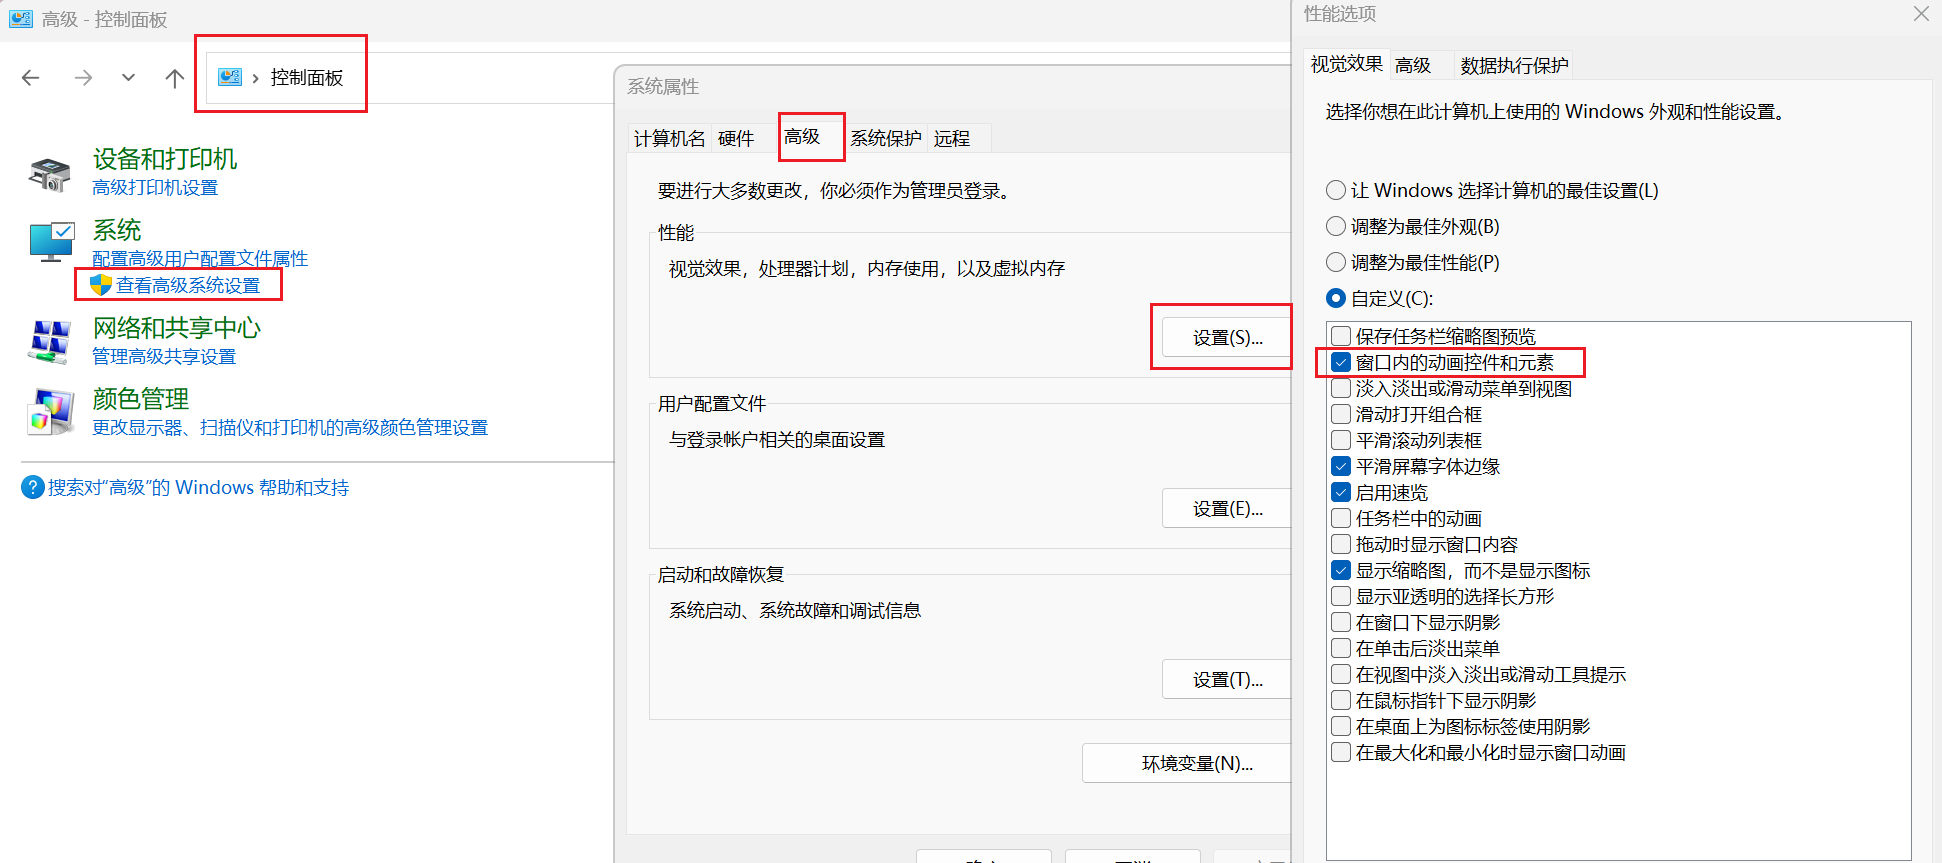 高级 - 控制面板
控制面板
设备和打印机
高级打印机设置
系统
配置高级用户配置文件属性
查看高级系统设置
网络和共享中心
管理高级共享设置
颜色管理
更改显示器、扫描仪和打印机的高级颜色管理设置
搜索对“高级”的 Windows 帮助和支持
系统属性
计算机名 硬件 高级 系统保护 远程
要进行大多数更改，你必须作为管理员登录。
性能
视觉效果，处理器计划，内存使用，以及虚拟内存
设置(S)...
用户配置文件
与登录帐户相关的桌面设置
设置(E)...
启动和故障恢复
系统启动、系统故障和调试信息
设置(T)...
环境变量(N)...
性能选项
视觉效果 高级 数据执行保护
选择你想在此计算机上使用的 Windows 外观和性能设置。
让 Windows 选择计算机的最佳设置(L)
调整为最佳外观(B)
调整为最佳性能(P)
自定义(C):
保存任务栏缩略图预览
窗口内的动画控件和元素
淡入淡出或滑动菜单到视图
滑动打开组合框
平滑滚动列表框
平滑屏幕字体边缘
启用速览
任务栏中的动画
拖动时显示窗口内容
显示缩略图，而不是显示图标
显示亚透明的选择长方形
在窗口下显示阴影
在单击后淡出菜单
在视图中淡入淡出或滑动工具提示
在鼠标指针下显示阴影
在桌面上为图标标签使用阴影
在最大化和最小化时显示窗口动画